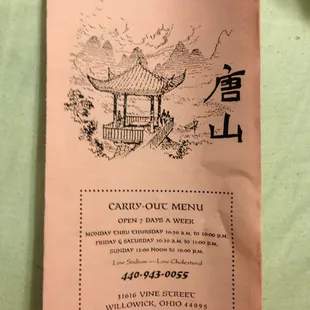 唐山
CARRY-OUT MENU
OPEN 7 DAYS A WEEK
MONDAY THRU THURSDAY 10:30 A.M. TO 10:00 P.M.
FRIDAY & SATURDAY 10:30 A.M. TO 11:00 P.M.
SUNDAY 12:00 NOON TO 10:00 P.M.
Low Sodium — Low Cholesterol
440-943-0055
31616 VINE STREET
WILLOWICK, OHIO 44095